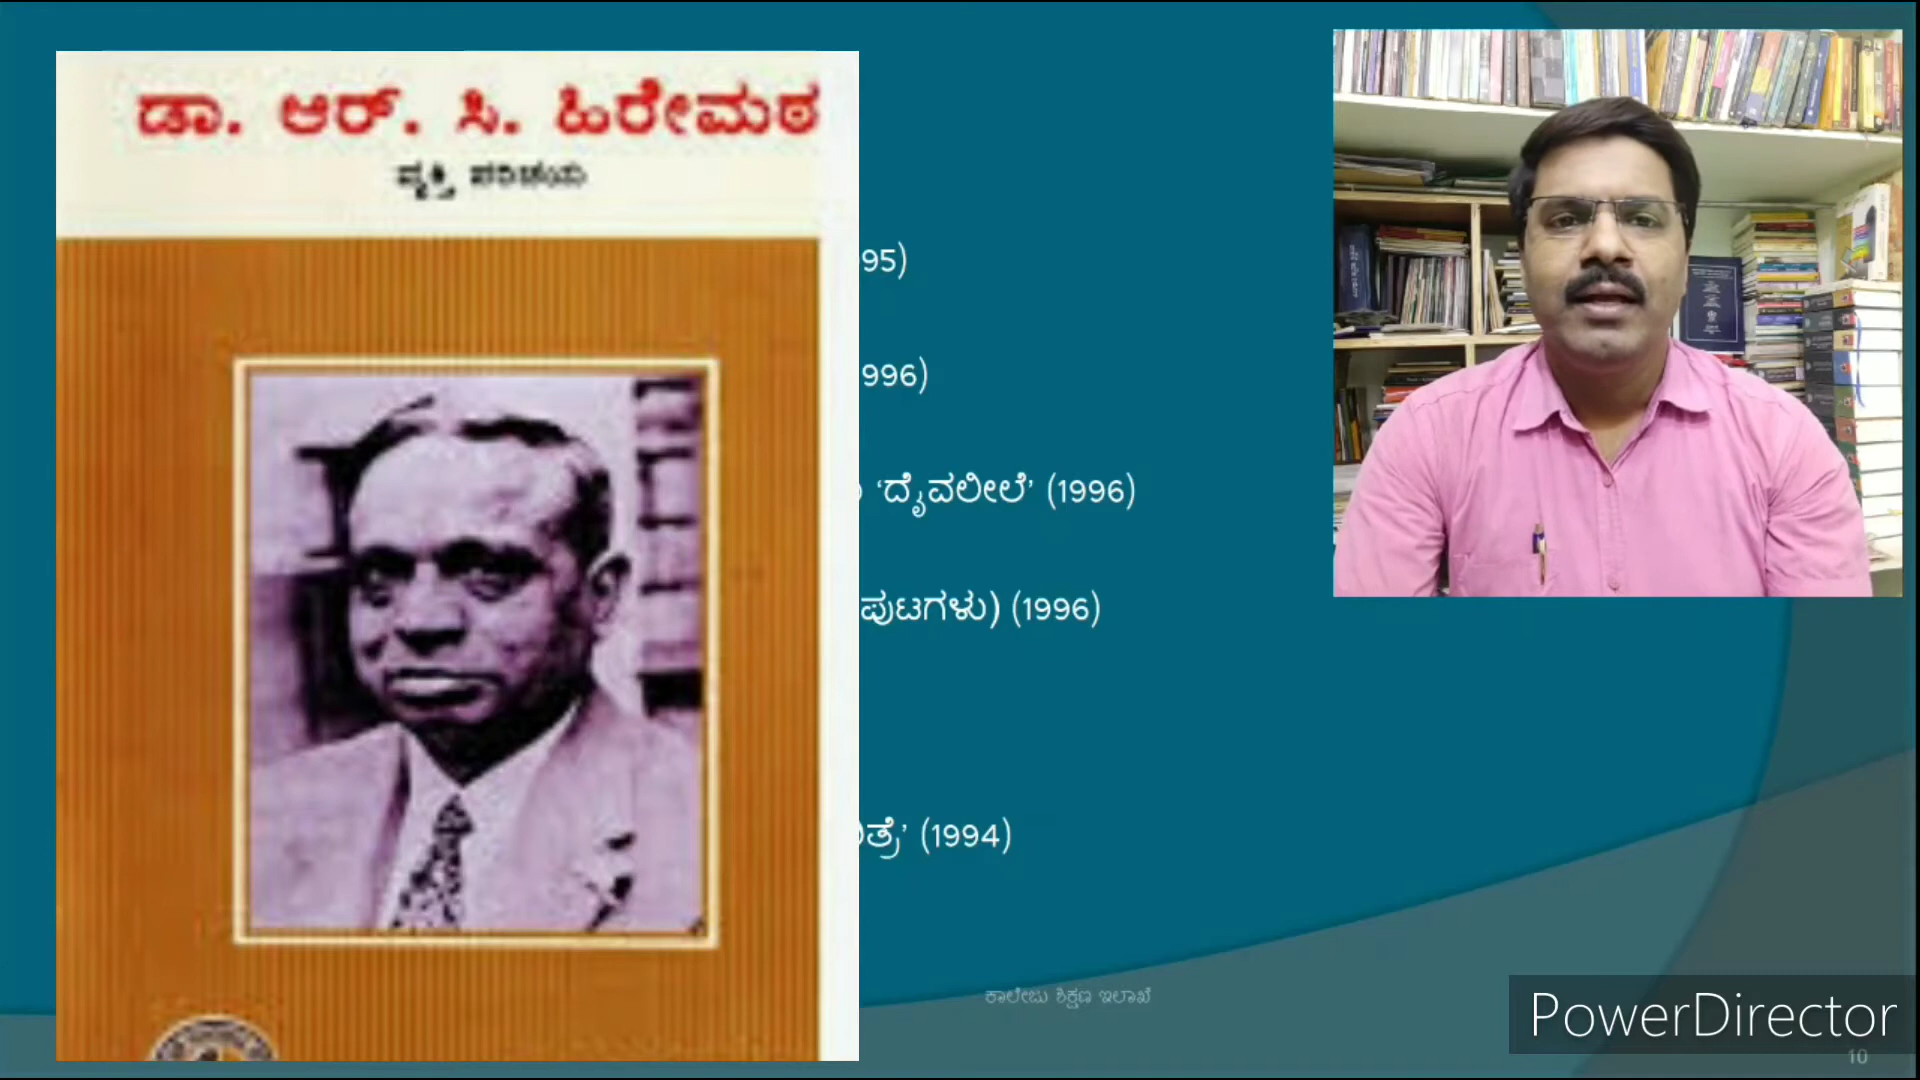 ಡಾ. ಆರ್. ಸಿ. ಹಿರೇಮಠ
ವ್ಯಕ್ತಿ ಪರಿಚಯ
95)
996)
‘ದೈವಲೀಲೆ’ (1996)
ಪುಟಗಳು) (1996)
(1994)
ಕಾಲೇಜು ಶಿಕ್ಷಣ ಇಲಾಖೆ
PowerDirector
10